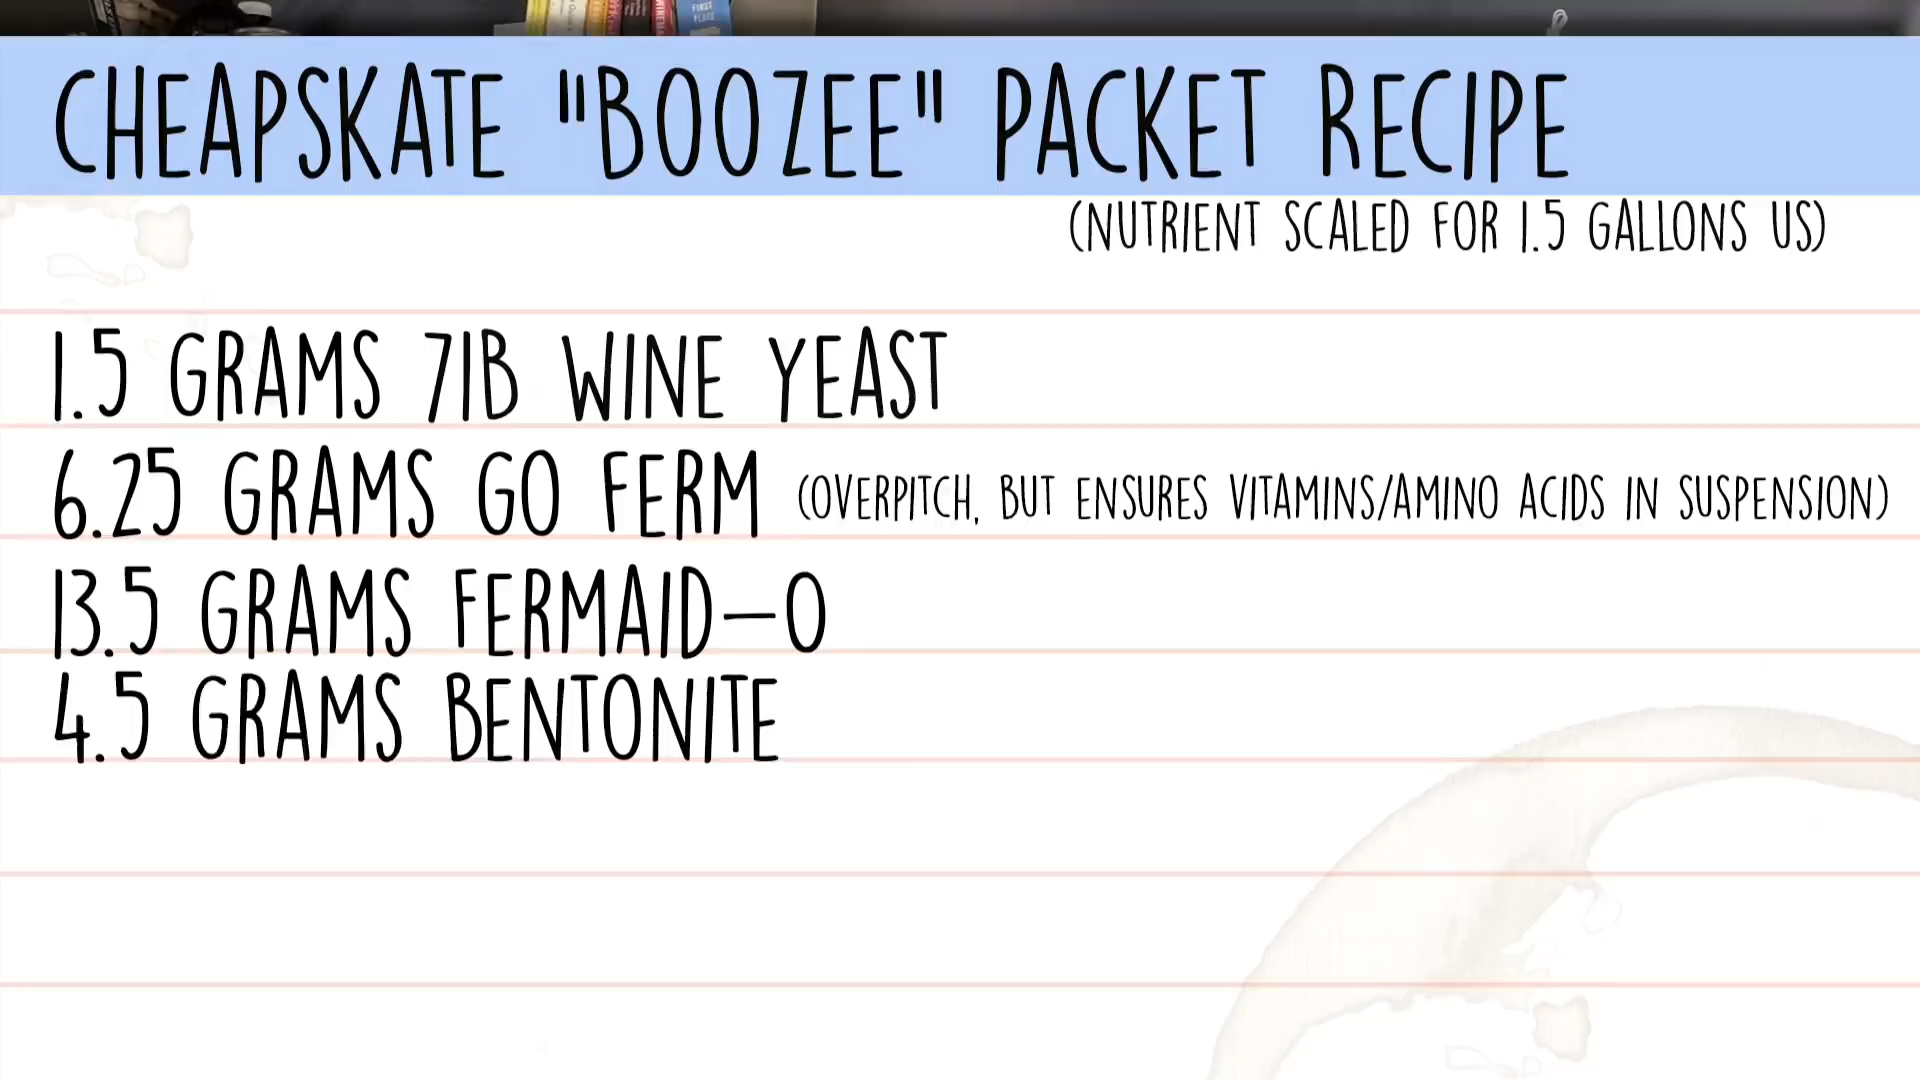 FIRST
PLACE
CHEAPSKATE "BOOZEE" PACKET RECIPE
(NUTRIENT SCALED FOR 1.5 GALLONS US)
1.5 GRAMS 71B WINE YEAST
6.25 GRAMS GO FERM (OVERPITCH, BUT ENSURES VITAMINS/AMINO ACIDS IN SUSPENSION)
13.5 GRAMS FERMAID-O
4.5 GRAMS BENTONITE